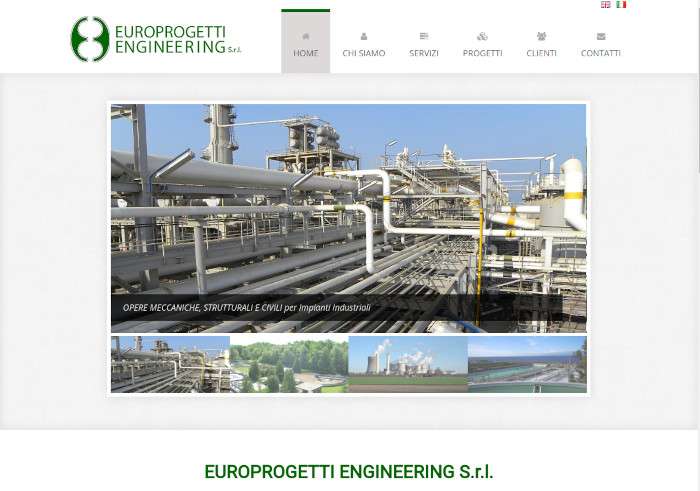 EUROPROGETTI
ENGINEERING S.r.l.
HOME
CHI SIAMO
SERVIZI
PROGETTI
CLIENTI
CONTATTI
OPERE MECCANICHE, STRUTTURALI E CIVILI per Impianti Industriali
EUROPROGETTI ENGINEERING S.r.l.